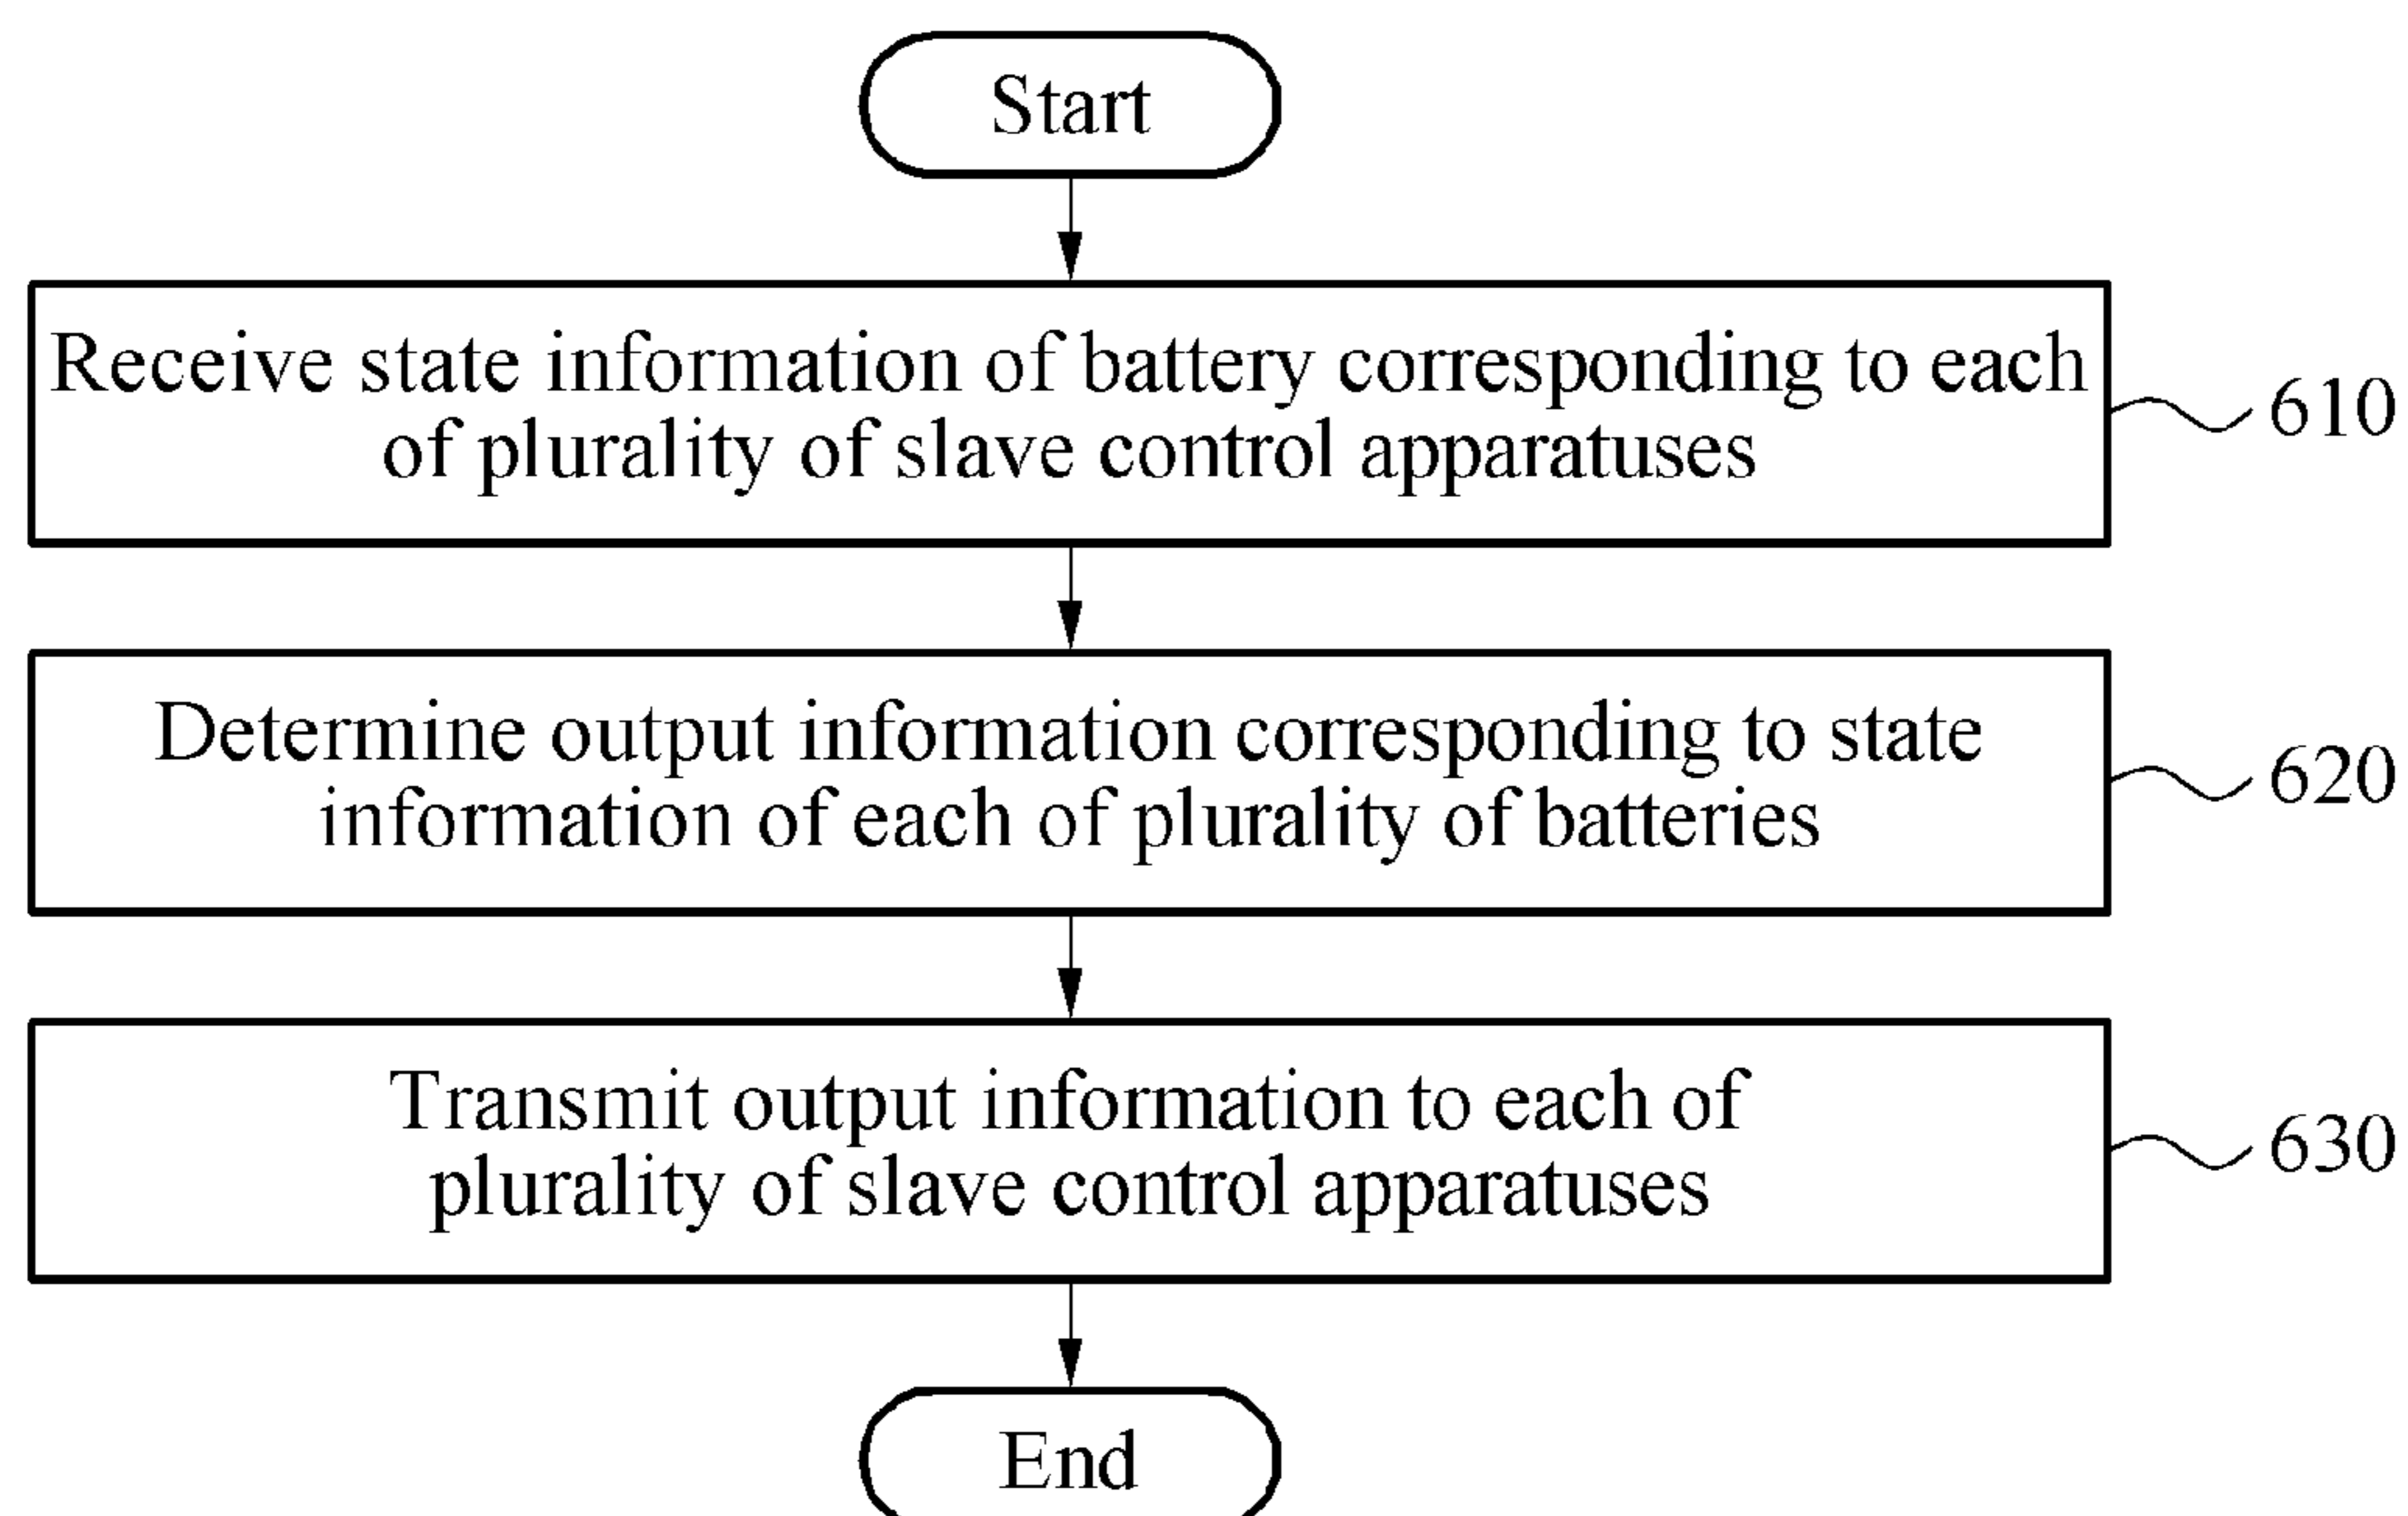 Start
Receive state information of battery corresponding to each
of plurality of slave control apparatuses
610
Determine output information corresponding to state
information of each of plurality of batteries
620
Transmit output information to each of
plurality of slave control apparatuses
630
End